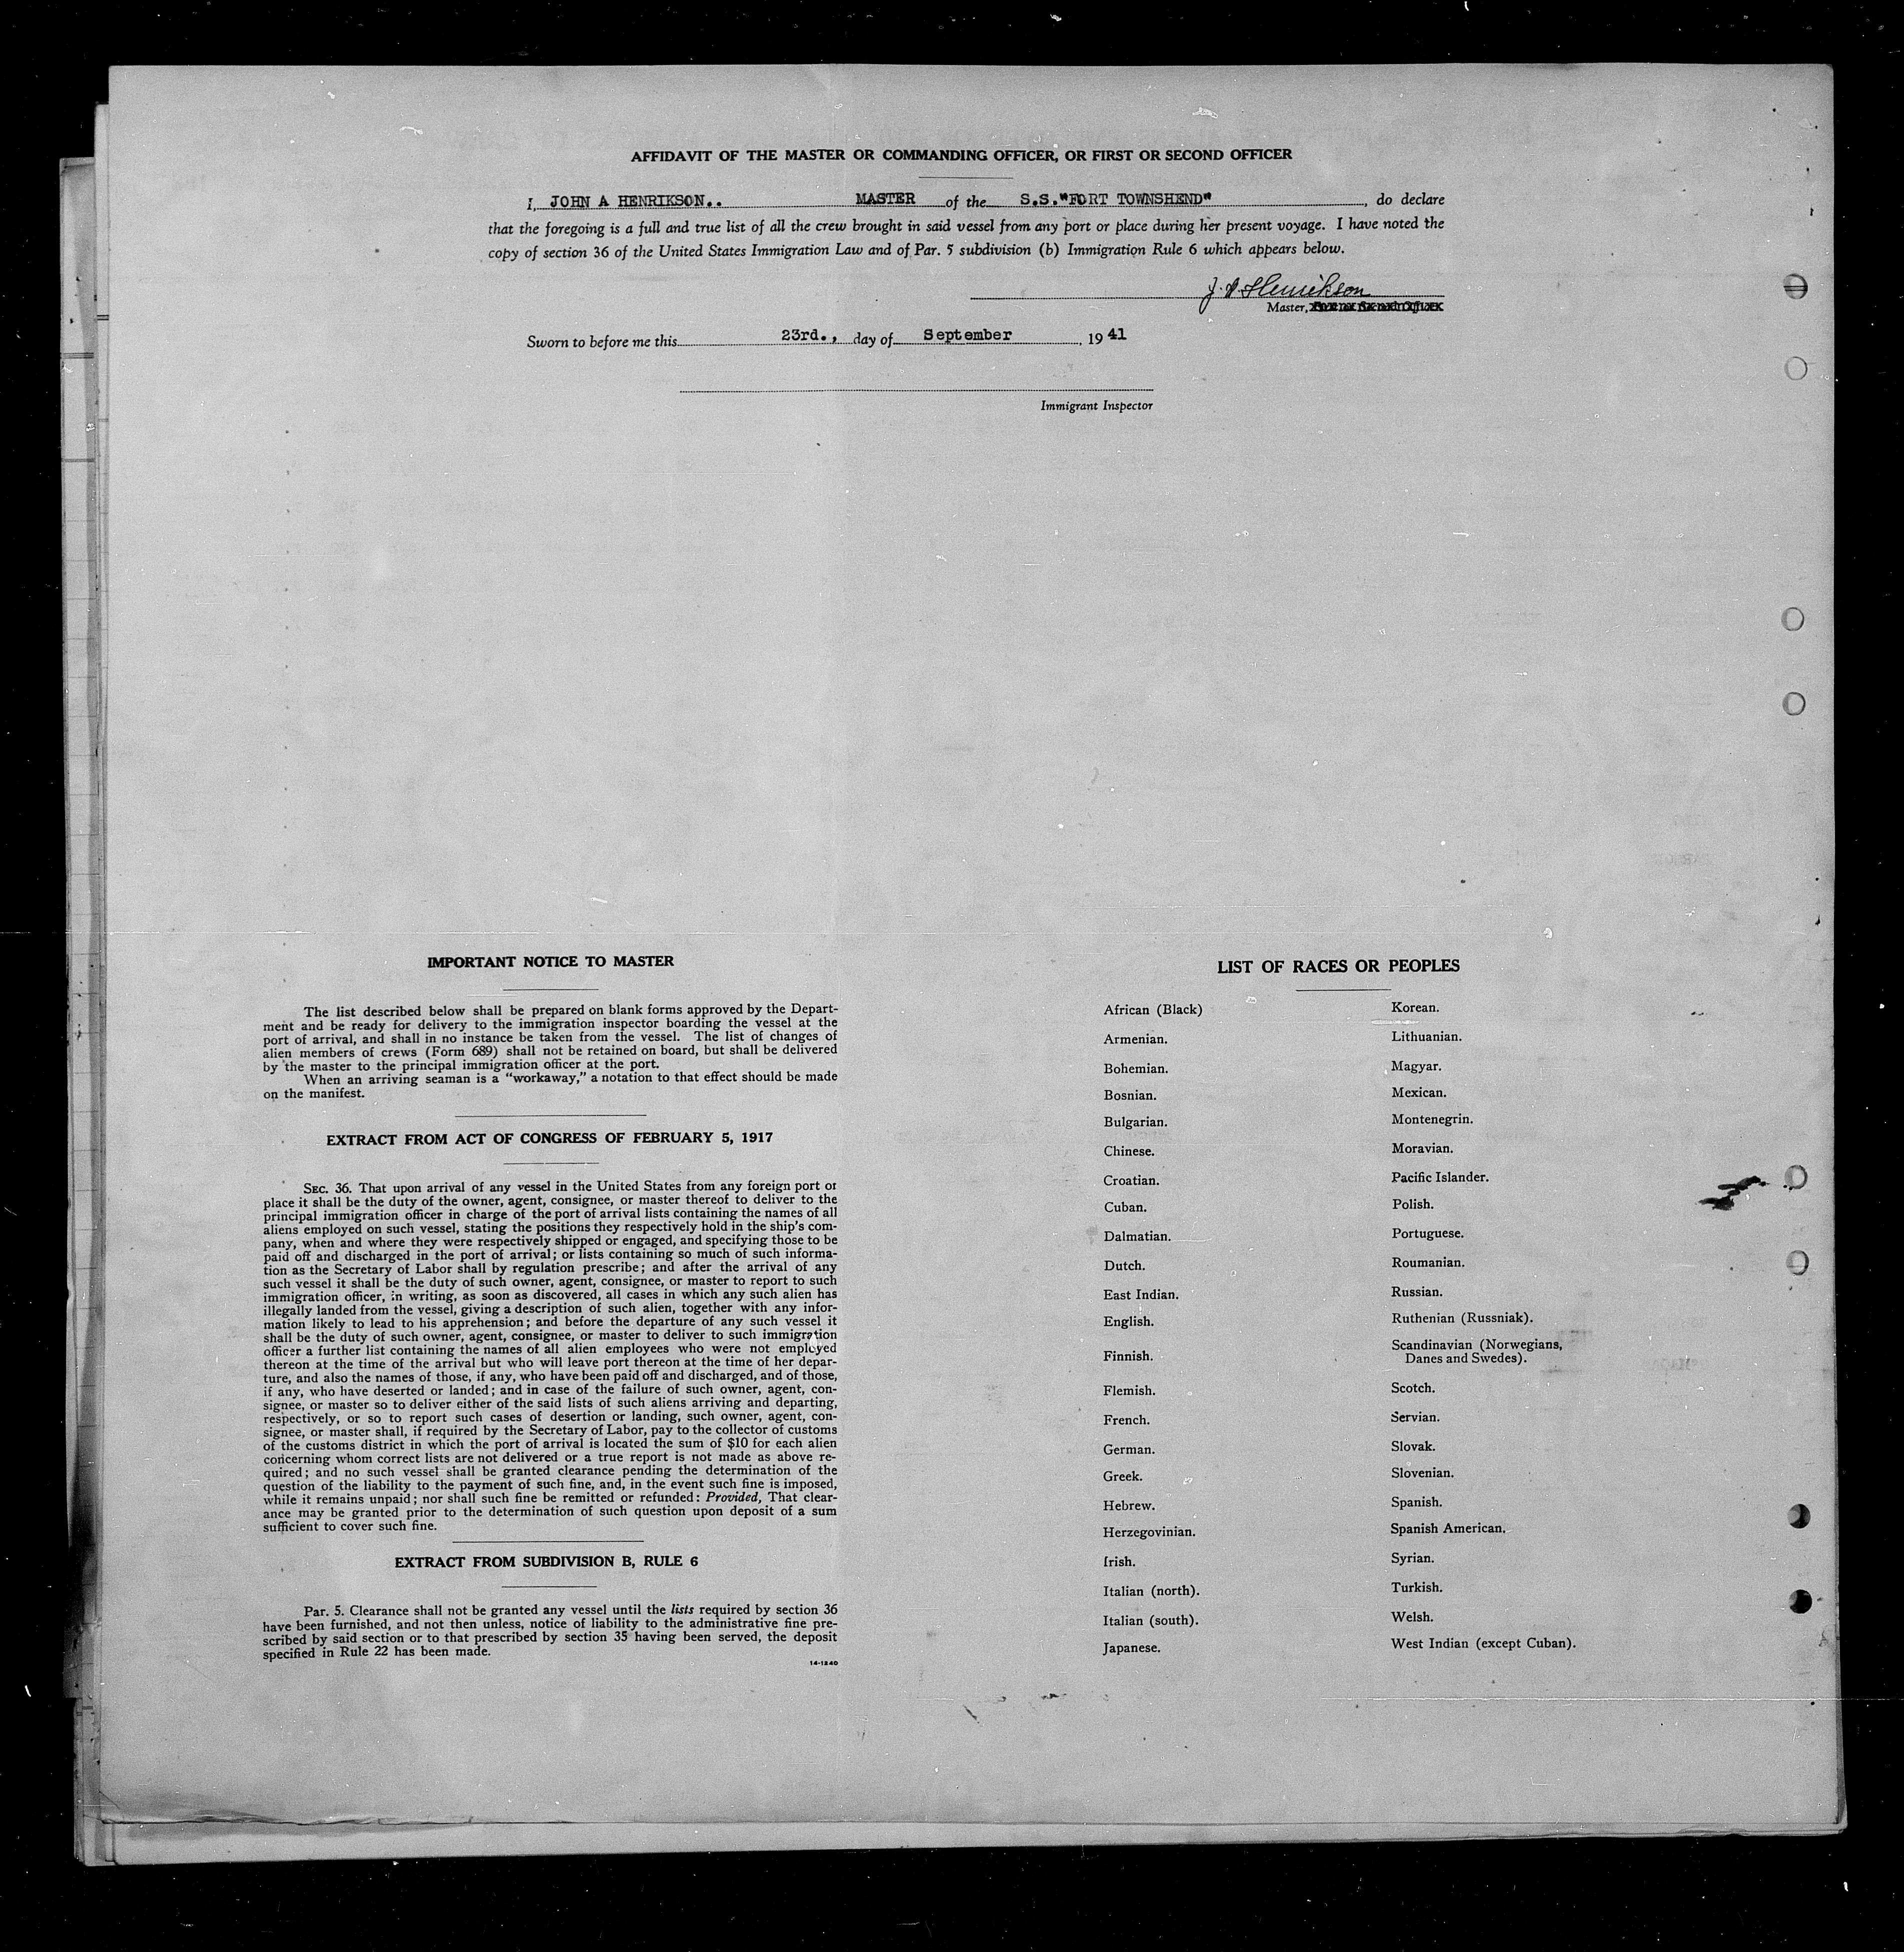 AFFIDAVIT OF THE MASTER OR COMMANDING OFFICER, OR FIRST OR SECOND OFFICER
I, JOHN A HENRIKSON.. MASTER of the S.S."FORT TOWNSHEND", do declare
that the foregoing is a full and true list of all the crew brought in said vessel from any port or place during her present voyage. I have noted the
copy of section 36 of the United States Immigration Law and of Par. 5 subdivision (b) Immigration Rule 6 which appears below.
J. A. Henrikson
Master,
Sworn to before me this 23rd., day of September, 1941
Immigrant Inspector
IMPORTANT NOTICE TO MASTER
The list described below shall be prepared on blank forms approved by the Depart-
ment and be ready for delivery to the immigration inspector boarding the vessel at the
port of arrival, and shall in no instance be taken from the vessel. The list of changes of
alien members of crews (Form 689) shall not be retained on board, but shall be delivered
by the master to the principal immigration officer at the port.
When an arriving seaman is a "workaway," a notation to that effect should be made
on the manifest.
EXTRACT FROM ACT OF CONGRESS OF FEBRUARY 5, 1917
SEC. 36. That upon arrival of any vessel in the United States from any foreign port or
place it shall be the duty of the owner, agent, consignee, or master thereof to deliver to the
principal immigration officer in charge of the port of arrival lists containing the names of all
aliens employed on such vessel, stating the positions they respectively hold in the ship's com-
pany, when and where they were respectively shipped or engaged, and specifying those to be
paid off and discharged in the port of arrival; or lists containing so much of such informa-
tion as the Secretary of Labor shall by regulation prescribe; and after the arrival of any
such vessel it shall be the duty of such owner, agent, consignee, or master to report to such
immigration officer, in writing, as soon as discovered, all cases in which any such alien has
illegally landed from the vessel, giving a description of such alien, together with any infor-
mation likely to lead to his apprehension; and before the departure of any such vessel it
shall be the duty of such owner, agent, consignee, or master to deliver to such immigration
officer a further list containing the names of all alien employees who were not employed
thereon at the time of the arrival but who will leave port thereon at the time of her depar-
ture, and also the names of those, if any, who have been paid off and discharged, and of those,
if any, who have deserted or landed; and in case of the failure of such owner, agent, con-
signee, or master so to deliver either of the said lists of such aliens arriving and departing,
respectively, or so to report such cases of desertion or landing, such owner, agent, con-
signee, or master shall, if required by the Secretary of Labor, pay to the collector of customs
of the customs district in which the port of arrival is located the sum of $10 for each alien
concerning whom correct lists are not delivered or a true report is not made as above re-
quired; and no such vessel shall be granted clearance pending the determination of the
question of the liability to the payment of such fine, and, in the event such fine is imposed,
while it remains unpaid; nor shall such fine be remitted or refunded: Provided, That clear-
ance may be granted prior to the determination of such question upon deposit of a sum
sufficient to cover such fine.
EXTRACT FROM SUBDIVISION B, RULE 6
Par. 5. Clearance shall not be granted any vessel until the lists required by section 36
have been furnished, and not then unless, notice of liability to the administrative fine pre-
scribed by said section or to that prescribed by section 35 having been served, the deposit
specified in Rule 22 has been made.
14-1240
LIST OF RACES OR PEOPLES
African (Black)
Armenian.
Bohemian.
Bosnian.
Bulgarian.
Chinese.
Croatian.
Cuban.
Dalmatian.
Dutch.
East Indian.
English.
Finnish.
Flemish.
French.
German.
Greek.
Hebrew.
Herzegovinian.
Irish.
Italian (north).
Italian (south).
Japanese.
Korean.
Lithuanian.
Magyar.
Mexican.
Montenegrin.
Moravian.
Pacific Islander.
Polish.
Portuguese.
Roumanian.
Russian.
Ruthenian (Russniak).
Scandinavian (Norwegians,
Danes and Swedes).
Scotch.
Servian.
Slovak.
Slovenian.
Spanish.
Spanish American.
Syrian.
Turkish.
Welsh.
West Indian (except Cuban).